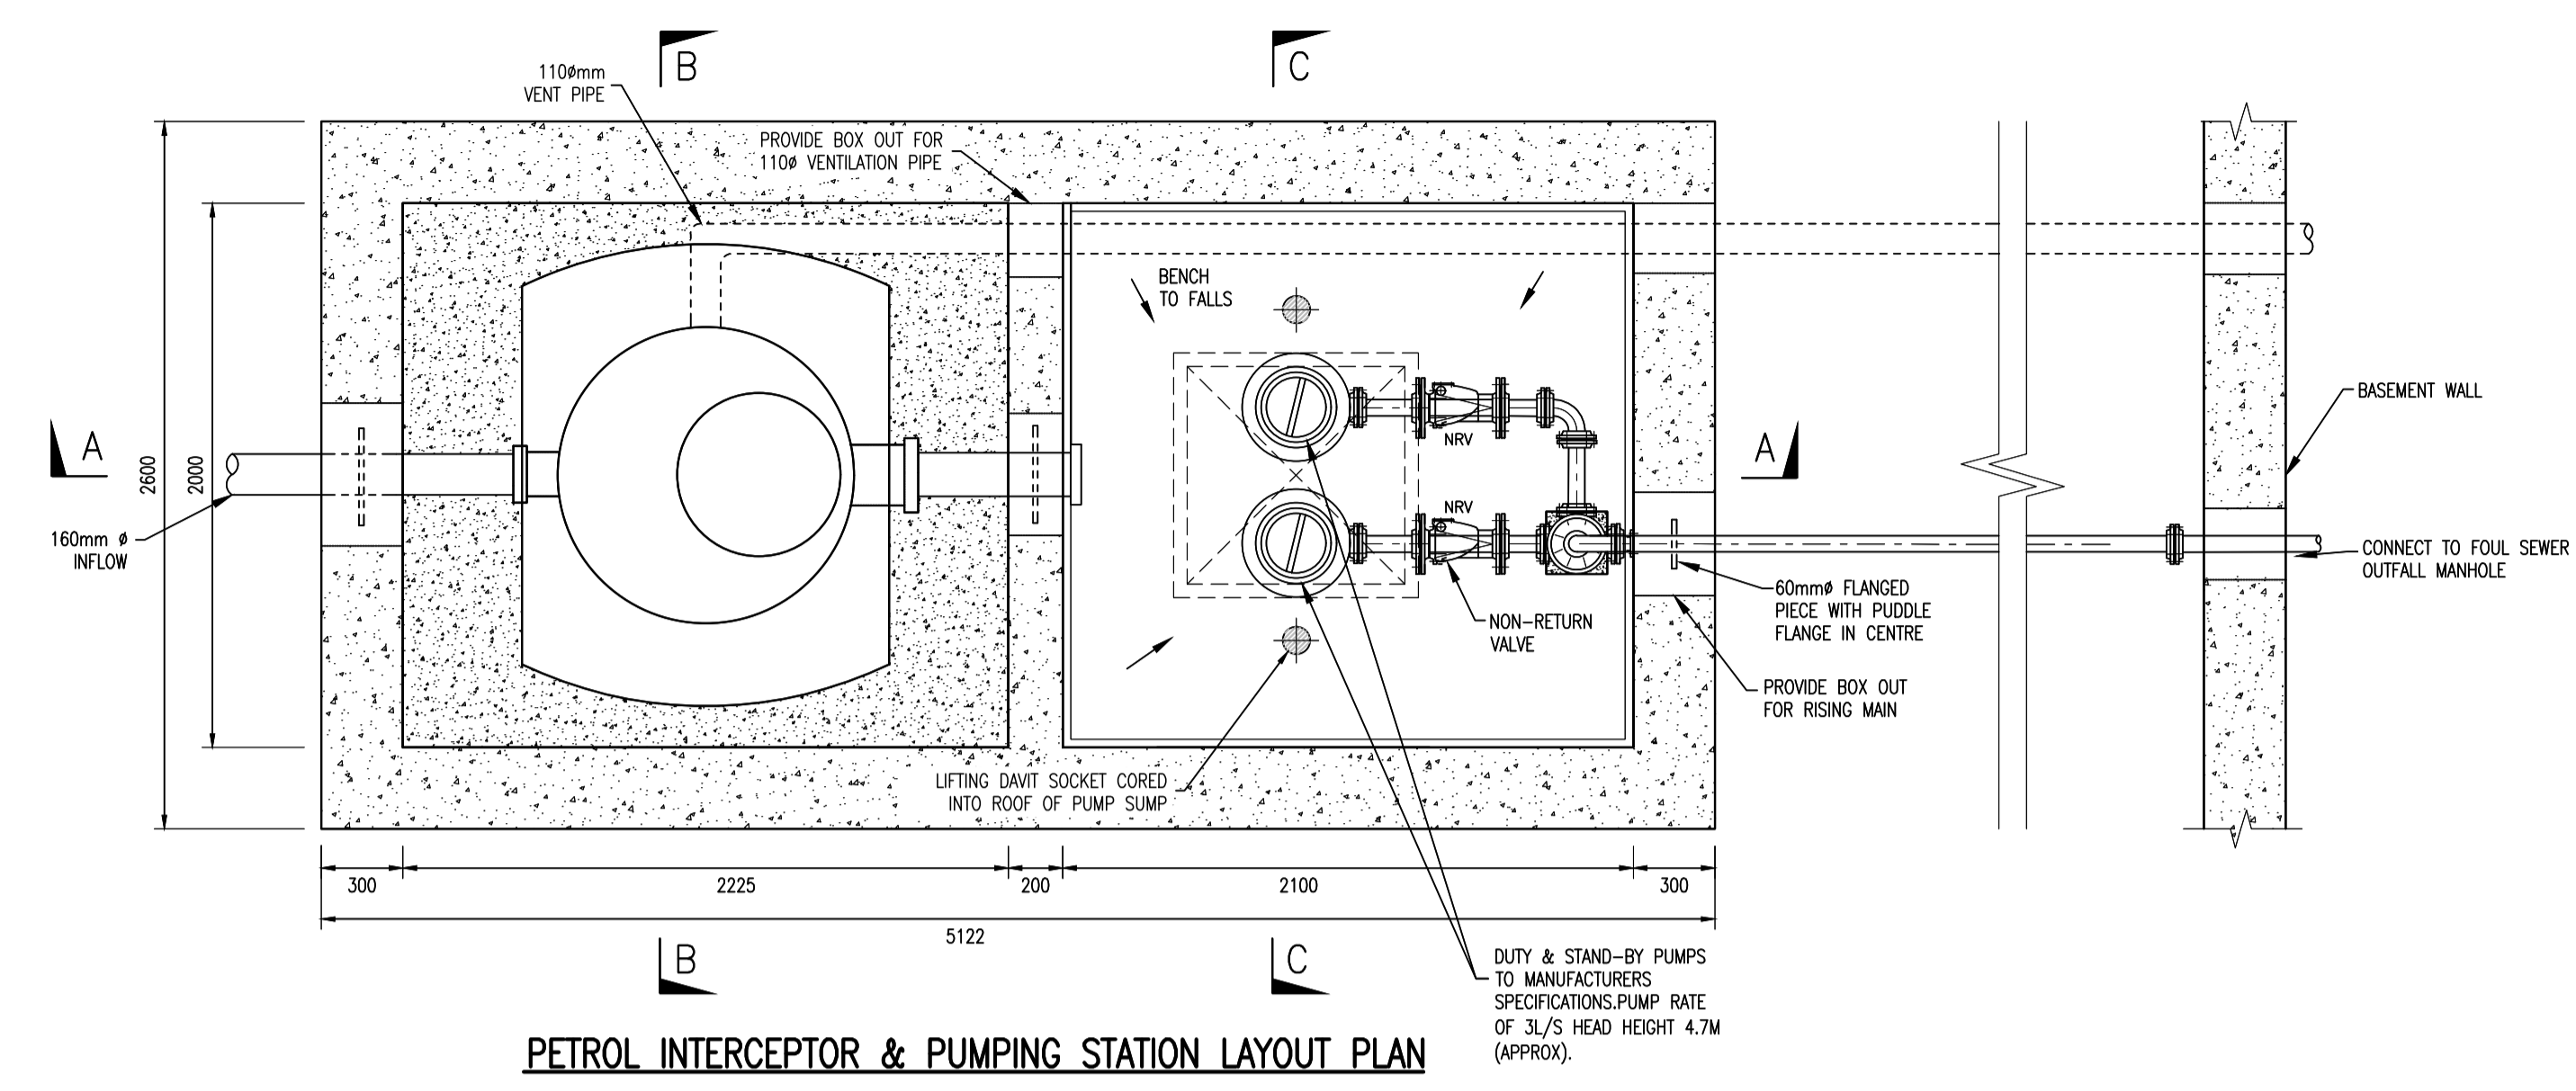 B
C
110ømm
VENT PIPE
PROVIDE BOX OUT FOR
110ø VENTILATION PIPE
BENCH
TO FALLS
A
2600
2000
160mm ø
INFLOW
NRV
NRV
A
BASEMENT WALL
CONNECT TO FOUL SEWER
OUTFALL MANHOLE
60mmø FLANGED
PIECE WITH PUDDLE
FLANGE IN CENTRE
NON-RETURN
VALVE
PROVIDE BOX OUT
FOR RISING MAIN
LIFTING DAVIT SOCKET CORED
INTO ROOF OF PUMP SUMP
300
2225
200
2100
300
5122
B
C
DUTY & STAND-BY PUMPS
TO MANUFACTURERS
SPECIFICATIONS.PUMP RATE
OF 3L/S HEAD HEIGHT 4.7M
(APPROX).
PETROL INTERCEPTOR & PUMPING STATION LAYOUT PLAN